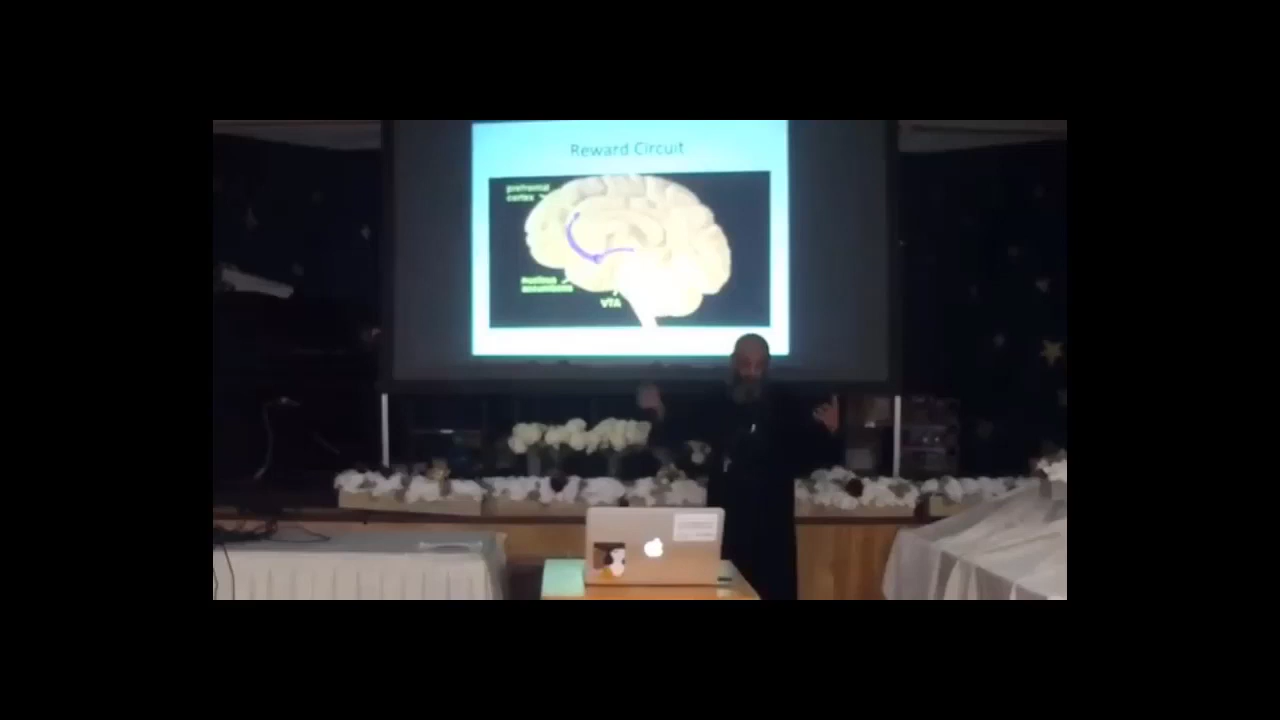 Reward Circuit
prefrontal
cortex
nucleus
accumbens
VTA